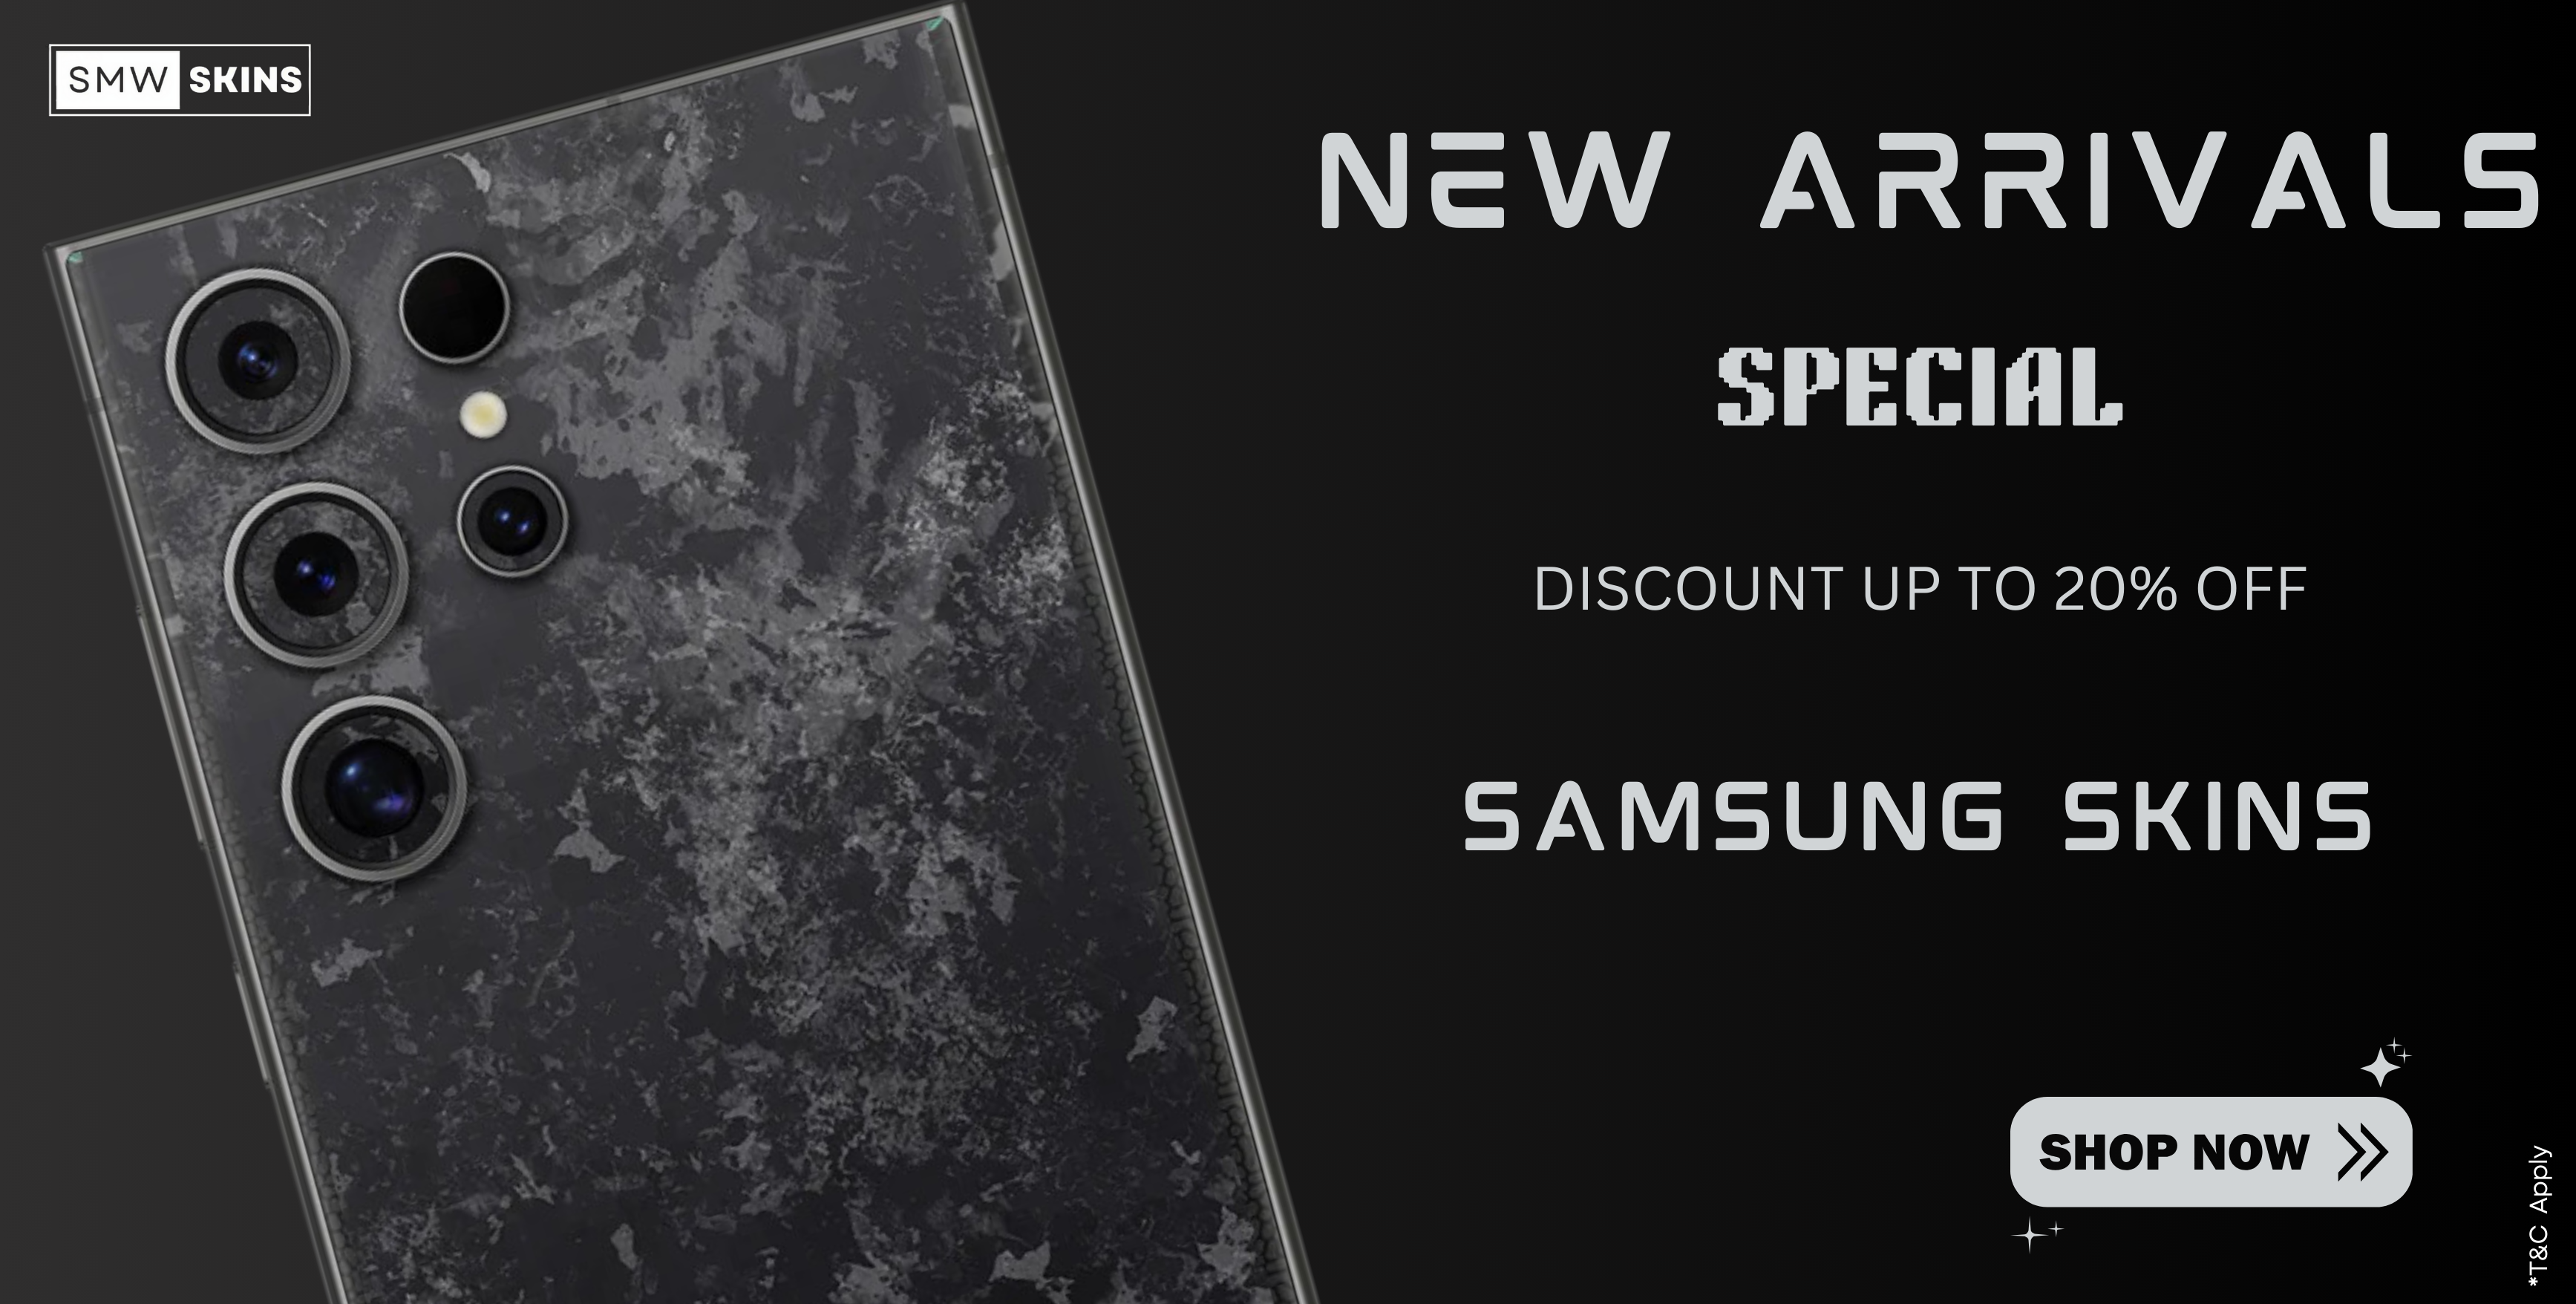 SMW SKINS
NEW ARRIVALS
SPECIAL
DISCOUNT UP TO 20% OFF
SAMSUNG SKINS
SHOP NOW
*T&C Apply